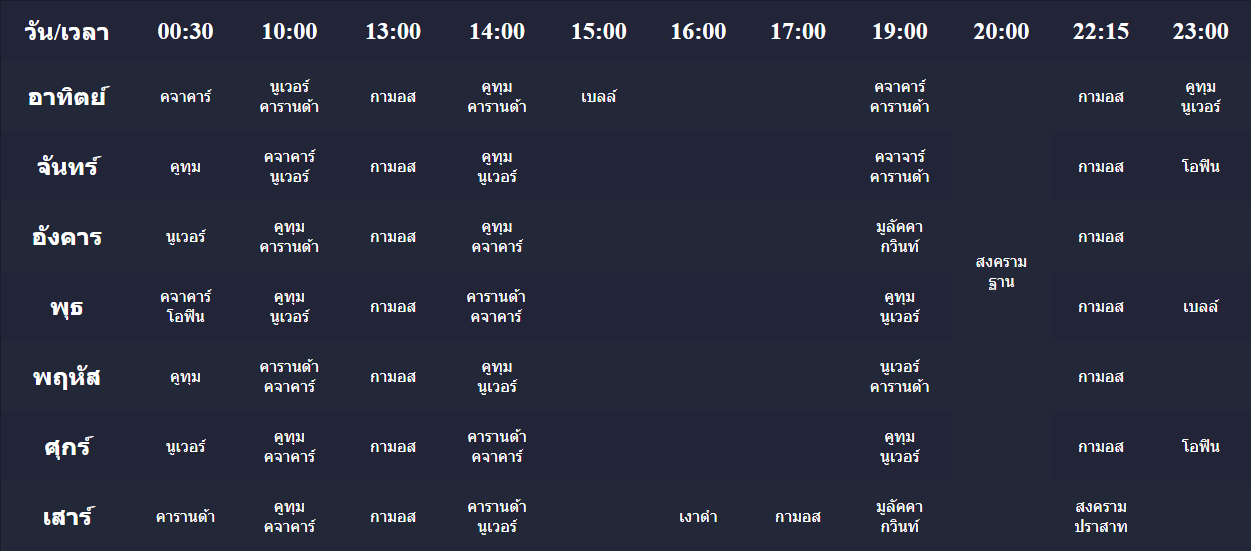 วัน/เวลา 00:30 10:00 13:00 14:00 15:00 16:00 17:00 19:00 20:00 22:15 23:00
อาทิตย์ คจาคาร์ นูเวอร์ คารานด้า กามอส คูทุม คารานด้า เบลล์ คจาคาร์ คารานด้า กามอส คูทุม นูเวอร์
จันทร์ คูทุม คจาคาร์ นูเวอร์ กามอส คูทุม นูเวอร์ คจาจาร์ คารานด้า กามอส โอฟิน
อังคาร นูเวอร์ คูทุม คารานด้า กามอส คูทุม คจาคาร์ มูลัคคา กวินท์ กามอส
สงคราม ฐาน
พุธ คจาคาร์ โอฟิน คูทุม นูเวอร์ กามอส คารานด้า คจาคาร์ คูทุม นูเวอร์ กามอส เบลล์
พฤหัส คูทุม คารานด้า คจาคาร์ กามอส คูทุม นูเวอร์ นูเวอร์ คารานด้า กามอส
ศุกร์ นูเวอร์ คูทุม คจาคาร์ กามอส คารานด้า คจาคาร์ คูทุม นูเวอร์ กามอส โอฟิน
เสาร์ คารานด้า คูทุม คจาคาร์ กามอส คารานด้า นูเวอร์ เงาดำ กามอส มูลัคคา กวินท์ สงคราม ปราสาท